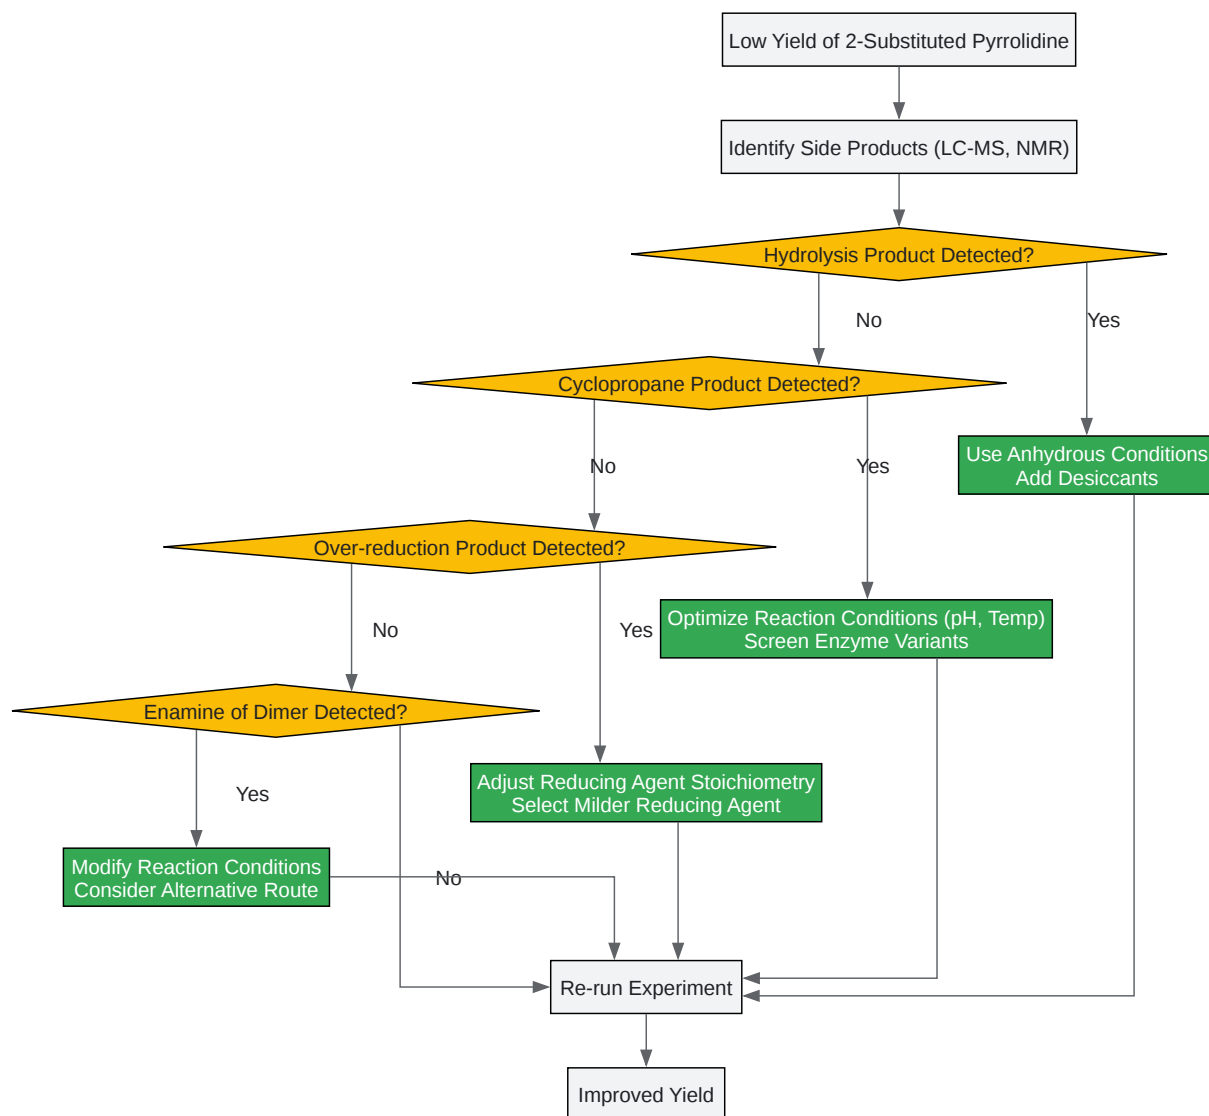 Low Yield of 2-Substituted Pyrrolidine
Identify Side Products (LC-MS, NMR)
Hydrolysis Product Detected?
No
Yes
Cyclopropane Product Detected?
Use Anhydrous Conditions
Add Desiccants
No
Yes
Over-reduction Product Detected?
Optimize Reaction Conditions (pH, Temp)
Screen Enzyme Variants
No
Yes
Enamine of Dimer Detected?
Adjust Reducing Agent Stoichiometry
Select Milder Reducing Agent
Yes
Modify Reaction Conditions
Consider Alternative Route
No
Re-run Experiment
Improved Yield